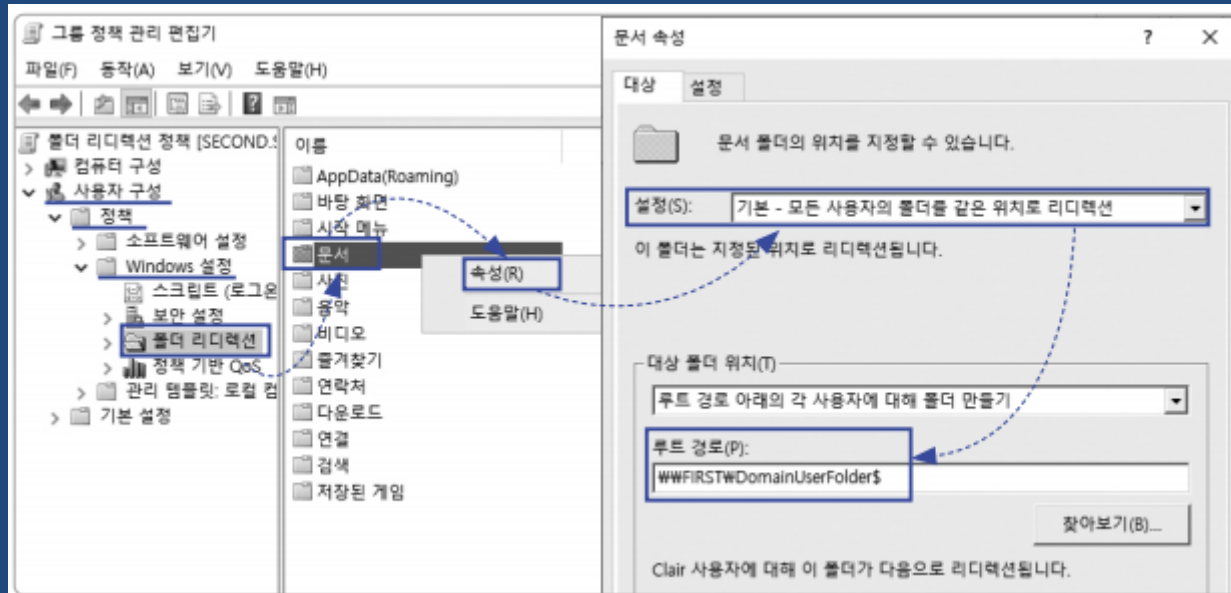 그룹 정책 관리 편집기
파일(F) 동작(A) 보기(V) 도움말(H)
폴더 리디렉션 정책 [SECOND.
컴퓨터 구성
사용자 구성
정책
소프트웨어 설정
Windows 설정
스크립트 (로그온
보안 설정
폴더 리디렉션
정책 기반 QoS
관리 템플릿: 로컬 컴
기본 설정
이름
AppData(Roaming)
바탕 화면
시작 메뉴
문서
사진
음악
비디오
즐겨찾기
연락처
다운로드
연결
검색
저장된 게임
속성(R)
도움말(H)
문서 속성
대상 설정
문서 폴더의 위치를 지정할 수 있습니다.
설정(S): 기본 - 모든 사용자의 폴더를 같은 위치로 리디렉션
이 폴더는 지정된 위치로 리디렉션됩니다.
대상 폴더 위치(T)
루트 경로 아래의 각 사용자에 대해 폴더 만들기
루트 경로(P):
₩₩FIRST₩DomainUserFolder$
찾아보기(B)...
Clair 사용자에 대해 이 폴더가 다음으로 리디렉션됩니다.